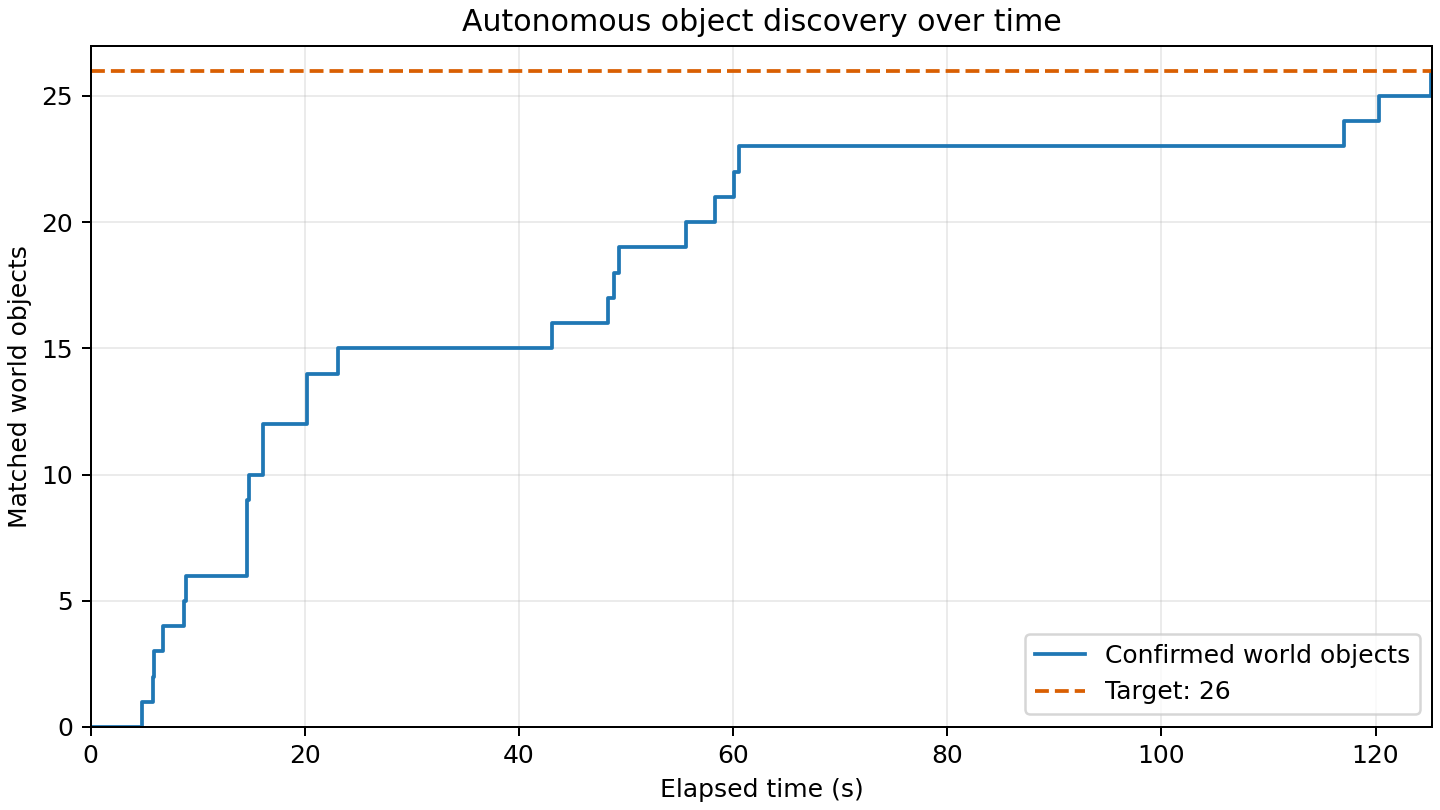 Autonomous object discovery over time
Matched world objects
25
20
15
10
5
0
0 20 40 60 80 100 120
Elapsed time (s)
Confirmed world objects
Target: 26